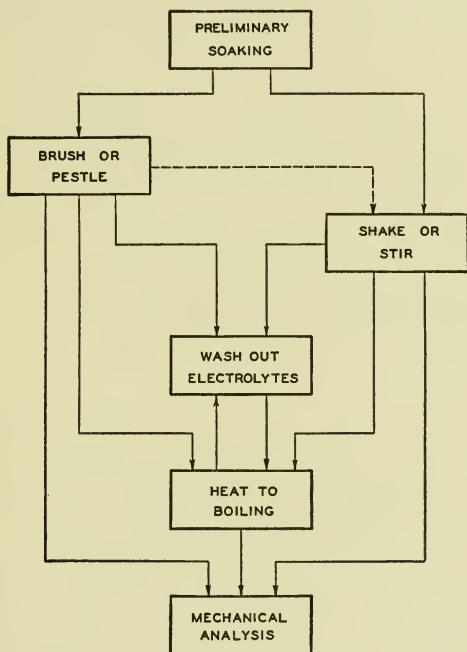 PRELIMINARY
SOAKING
BRUSH OR
PESTLE
SHAKE OR
STIR
WASH OUT
ELECTROLYTES
HEAT TO
BOILING
MECHANICAL
ANALYSIS